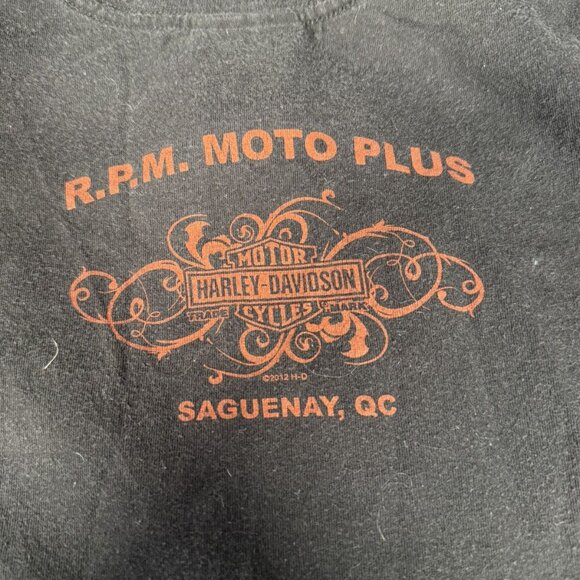 R.P.M. MOTO PLUS
MOTOR
HARLEY-DAVIDSON
TRADE MARK
CYCLES
©2012 H-D
SAGUENAY, QC